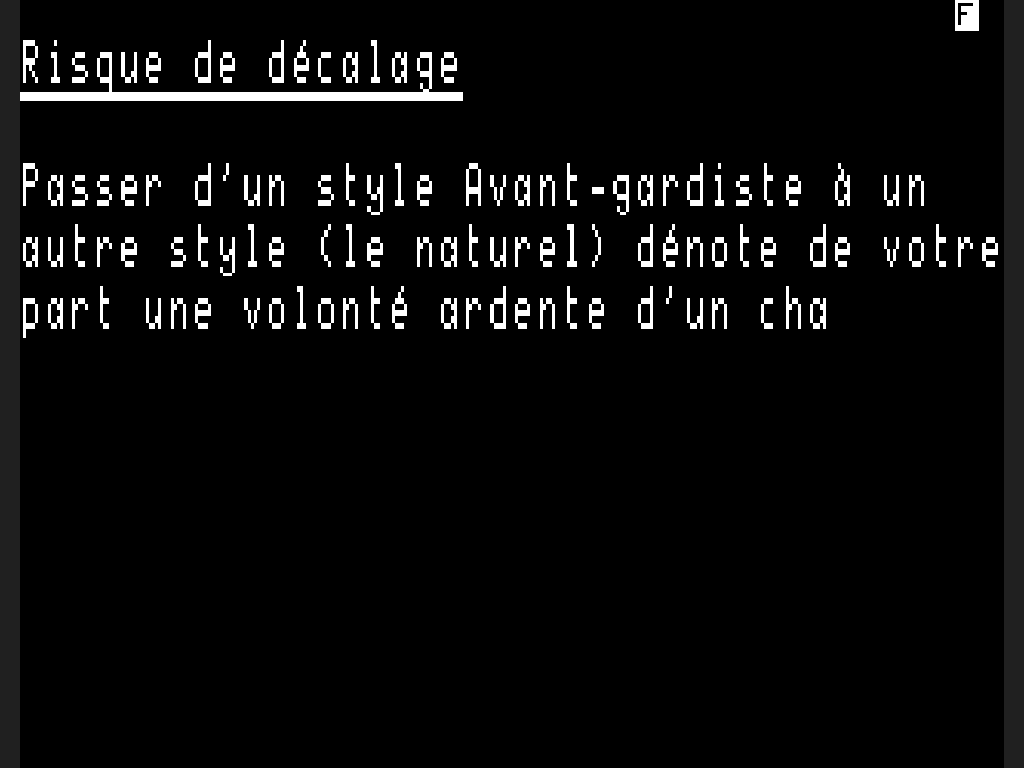 F
Risque de décalage
Passer d'un style Avant-gardiste à un
autre style (le naturel) dénote de votre
part une volonté ardente d'un cha